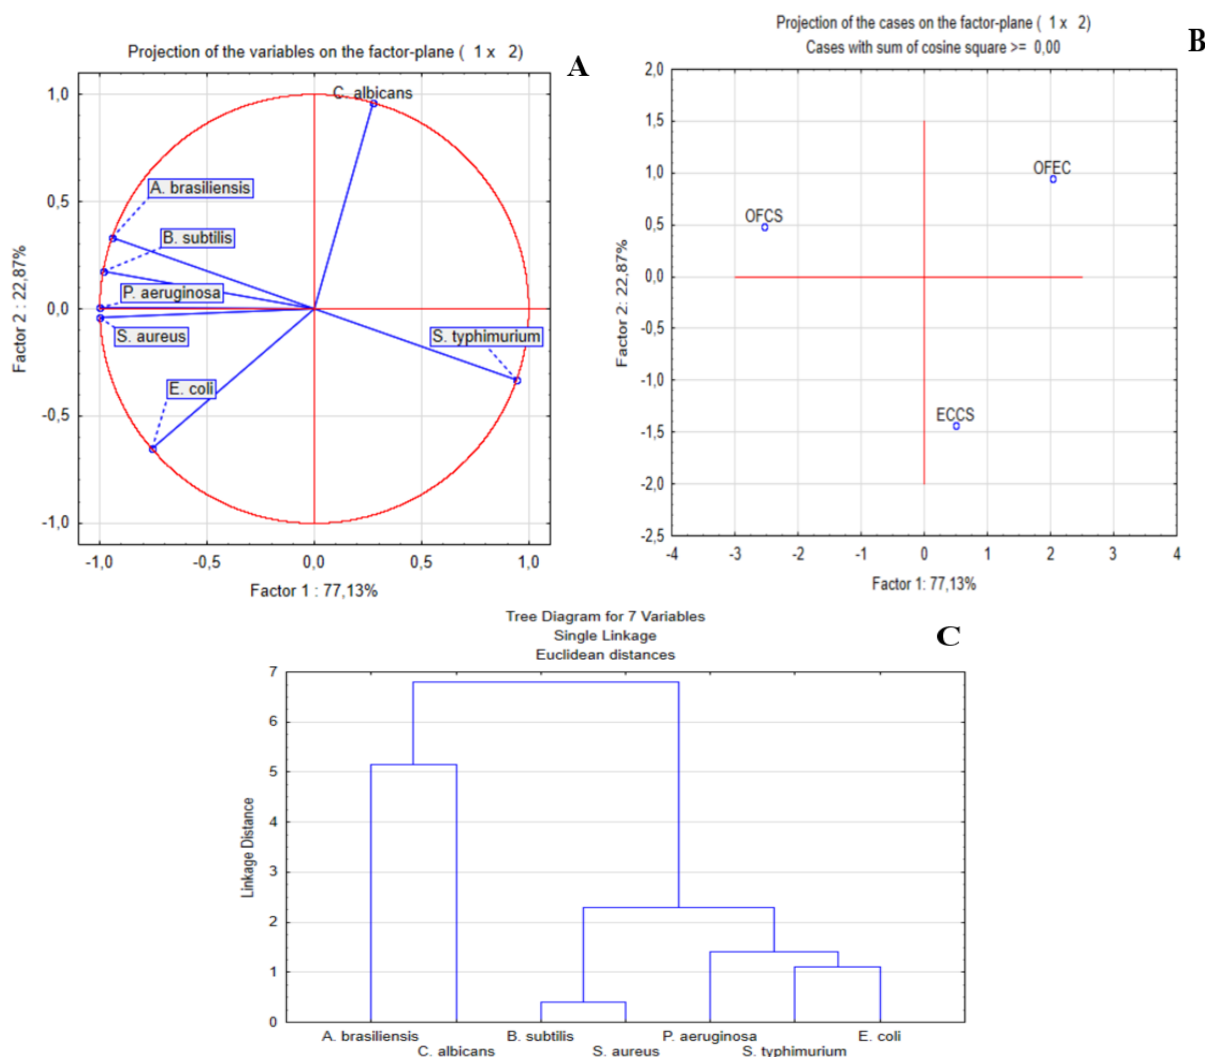 Projection of the variables on the factor-plane ( 1 x 2)
A
1,0
0,5
0,0
-0,5
-1,0
Factor 2 : 22,87%
C. albicans
A. brasiliensis
B. subtilis
P. aeruginosa
S. aureus
S. typhimurium
E. coli
-1,0 -0,5 0,0 0,5 1,0
Factor 1 : 77,13%
Projection of the cases on the factor-plane ( 1 x 2)
Cases with sum of cosine square >= 0,00
B
2,0
1,5
1,0
0,5
0,0
-0,5
-1,0
-1,5
-2,0
-2,5
Factor 2: 22,87%
OFEC
OFCS
ECCS
-4 -3 -2 -1 0 1 2 3 4
Factor 1: 77,13%
Tree Diagram for 7 Variables
Single Linkage
Euclidean distances
C
7
6
5
4
3
2
1
0
Linkage Distance
A. brasiliensis B. subtilis P. aeruginosa E. coli
C. albicans S. aureus S. typhimurium